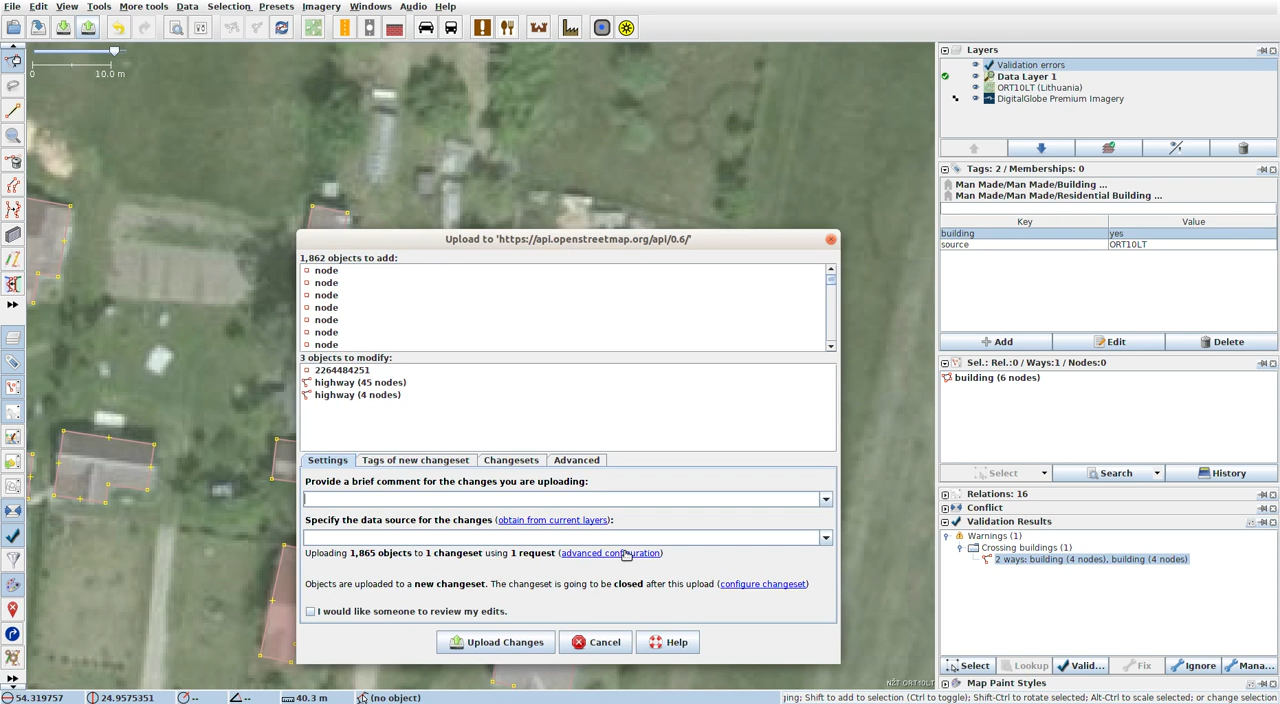 File Edit View Tools More tools Data Selection Presets Imagery Windows Audio Help
0 10.0 m
Layers
Validation errors
Data Layer 1
ORT10LT (Lithuania)
DigitalGlobe Premium Imagery
Tags: 2 / Memberships: 0
Man Made/Man Made/Building ...
Man Made/Man Made/Residential Building ...
Key Value
building yes
source ORT10LT
Add Edit Delete
Sel.: Rel.:0 / Ways:1 / Nodes:0
building (6 nodes)
Select Search History
Relations: 16
Conflict
Validation Results
Warnings (1)
Crossing buildings (1)
2 ways: building (4 nodes), building (4 nodes)
Select Lookup Valid... Fix Ignore Mana...
Map Paint Styles
Upload to 'https://api.openstreetmap.org/api/0.6/'
1,862 objects to add:
node
node
node
node
node
node
node
3 objects to modify:
2264484251
highway (45 nodes)
highway (4 nodes)
Settings Tags of new changeset Changesets Advanced
Provide a brief comment for the changes you are uploading:
Specify the data source for the changes (obtain from current layers):
Uploading 1,865 objects to 1 changeset using 1 request (advanced configuration)
Objects are uploaded to a new changeset. The changeset is going to be closed after this upload (configure changeset)
I would like someone to review my edits.
Upload Changes Cancel Help
NŽT ORT10LT
54.319757 24.9575351 -- -- 40.3 m (no object) jing; Shift to add to selection (Ctrl to toggle); Shift-Ctrl to rotate selected; Alt-Ctrl to scale selected; or change selection